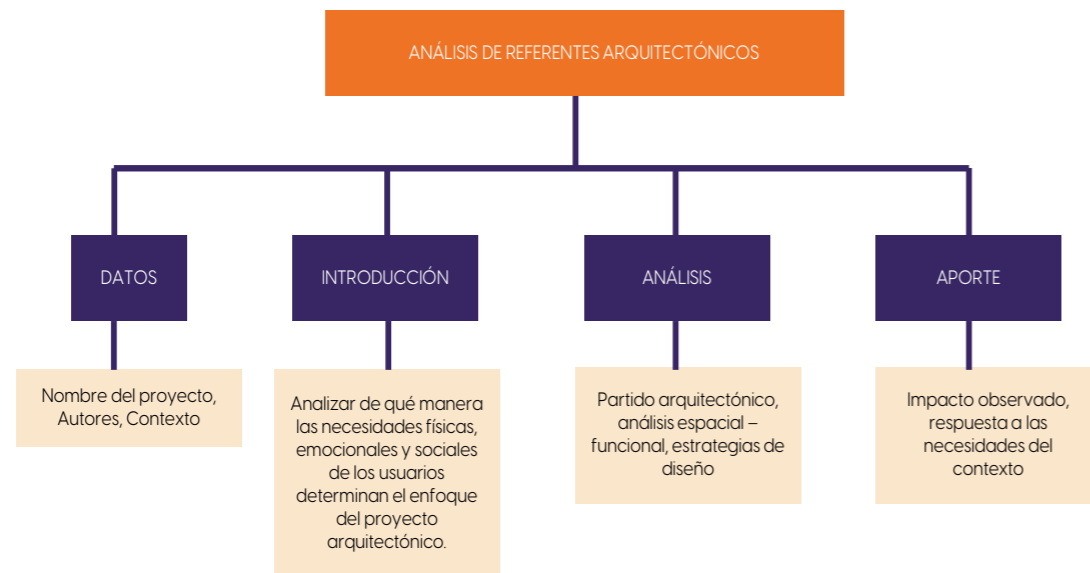 ANÁLISIS DE REFERENTES ARQUITECTÓNICOS
DATOS
INTRODUCCIÓN
ANÁLISIS
APORTE
Nombre del proyecto,
Autores, Contexto
Analizar de qué manera
las necesidades físicas,
emocionales y sociales
de los usuarios
determinan el enfoque
del proyecto
arquitectónico.
Partido arquitectónico,
análisis espacial –
funcional, estrategias de
diseño
Impacto observado,
respuesta a las
necesidades del
contexto